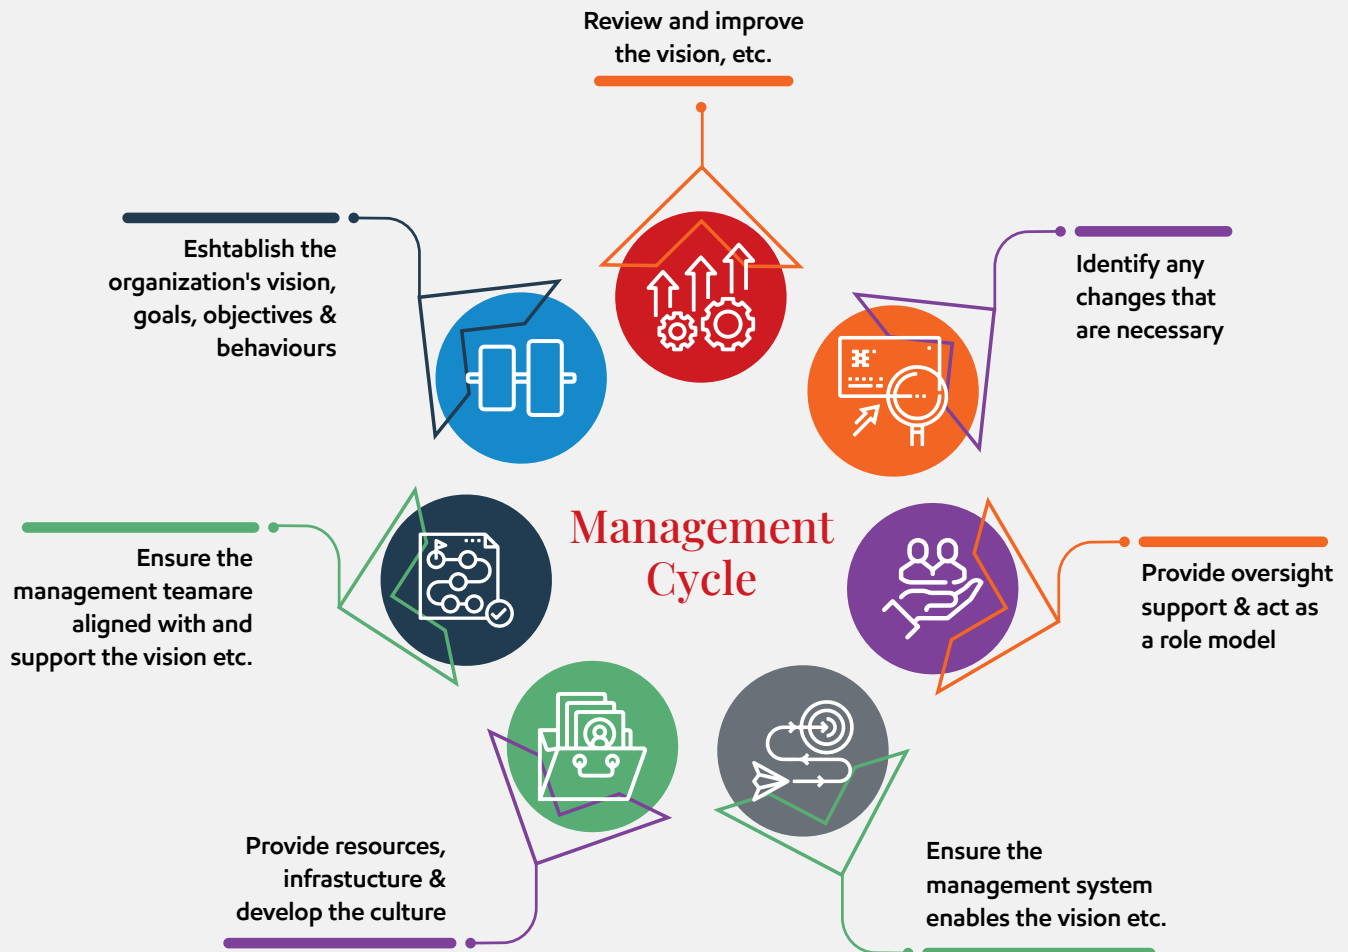 Review and improve
the vision, etc.
Eshtablish the
organization's vision,
goals, objectives &
behaviours
Identify any
changes that
are necessary
Management
Cycle
Ensure the
management teamare
aligned with and
support the vision etc.
Provide oversight
support & act as
a role model
Provide resources,
infrastucture &
develop the culture
Ensure the
management system
enables the vision etc.